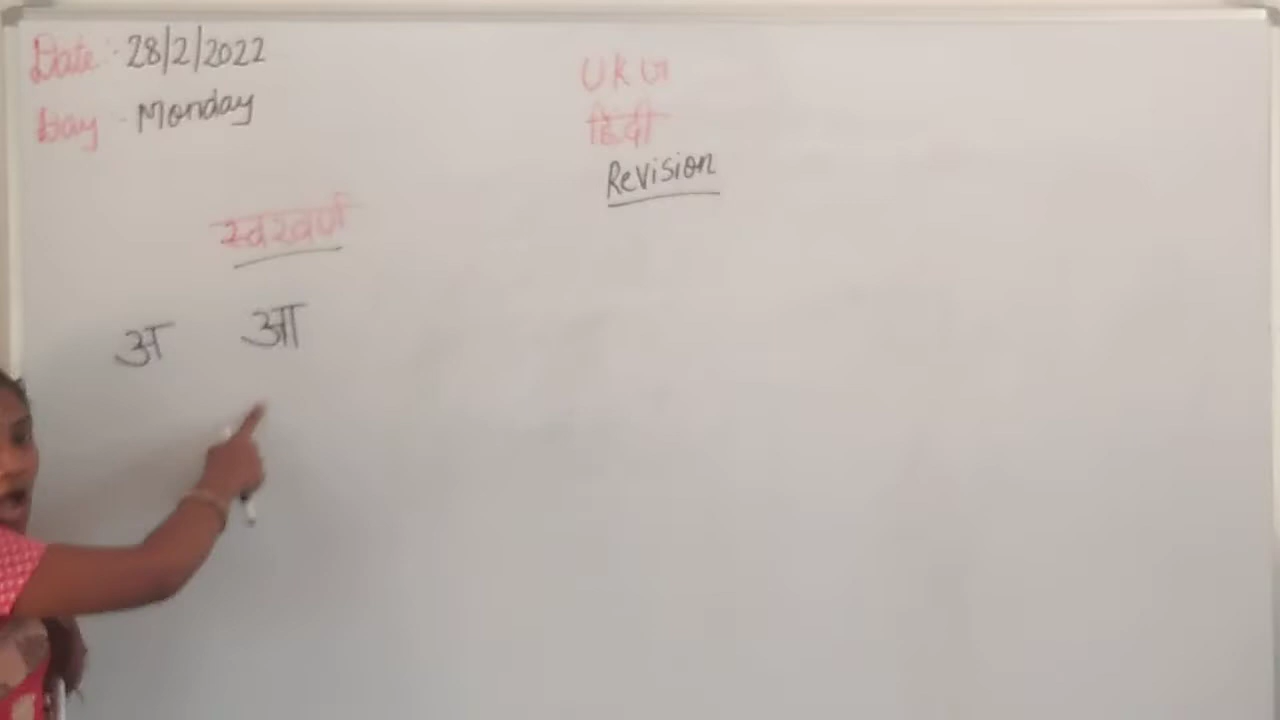 Date :- 28/2/2022
Day :- Monday
UKG
हिंदी
Revision
स्वरवर्ण
अ आ